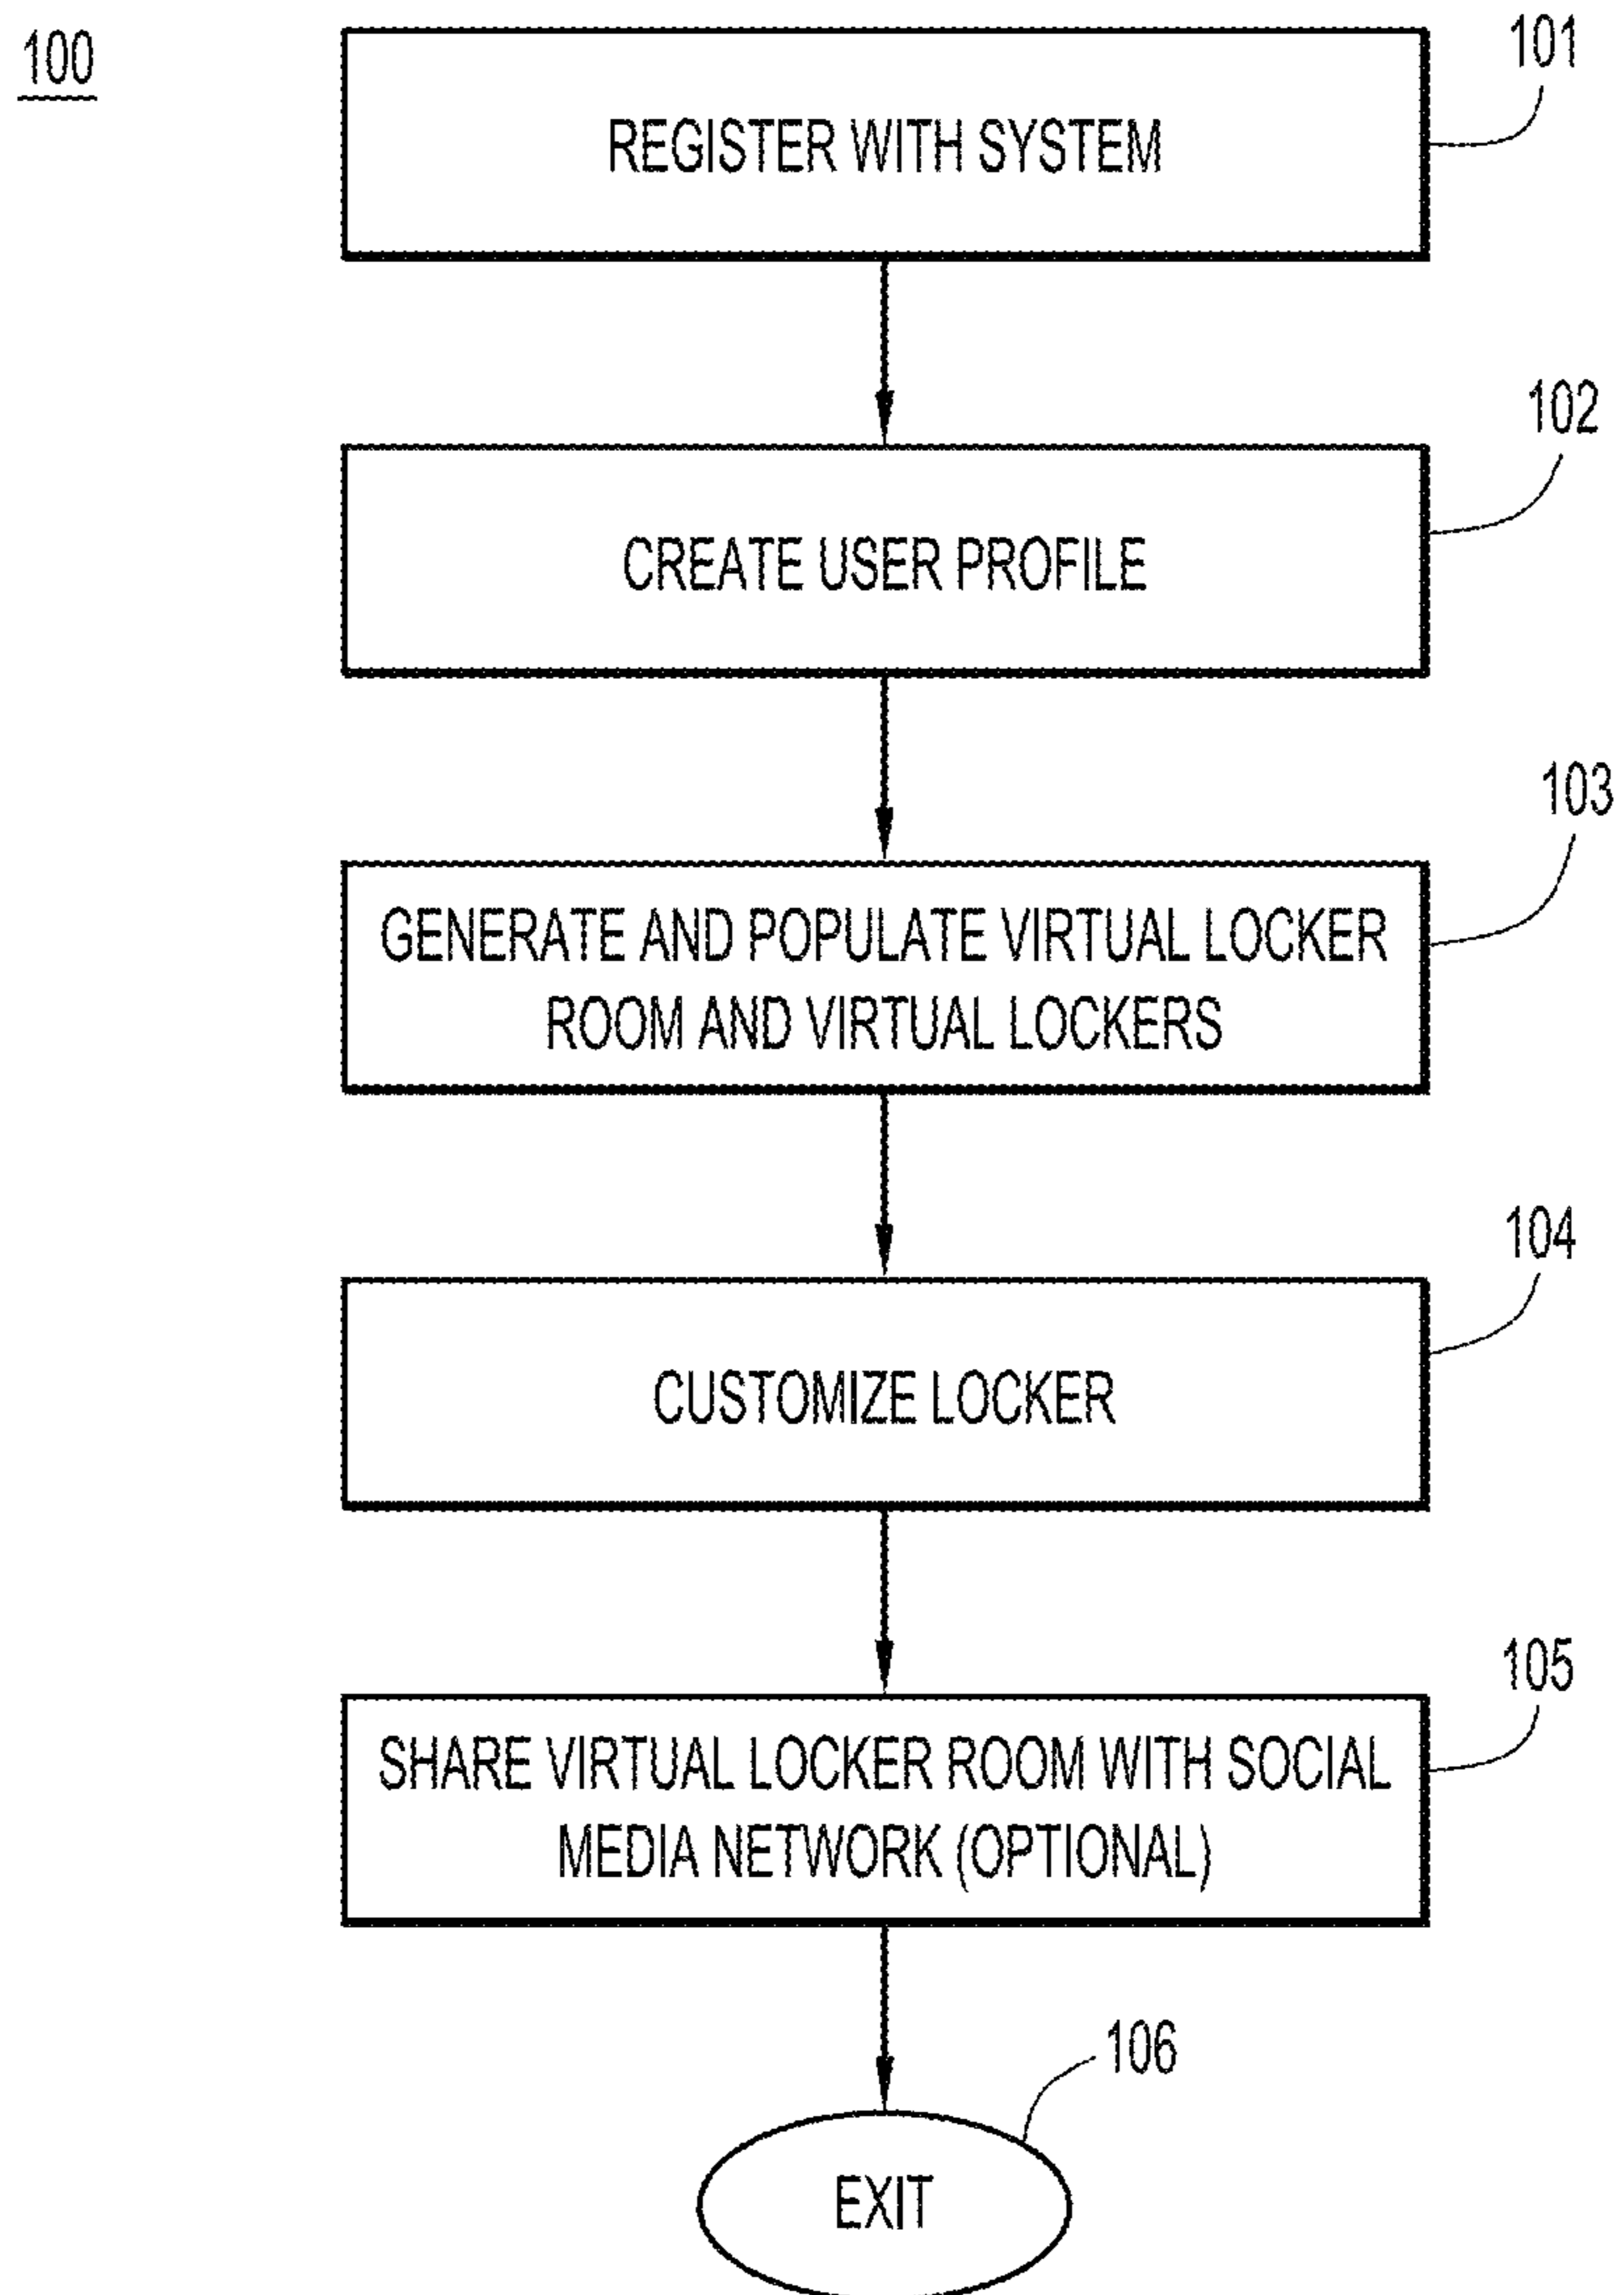 100
101
REGISTER WITH SYSTEM
102
CREATE USER PROFILE
103
GENERATE AND POPULATE VIRTUAL LOCKER
ROOM AND VIRTUAL LOCKERS
104
CUSTOMIZE LOCKER
105
SHARE VIRTUAL LOCKER ROOM WITH SOCIAL
MEDIA NETWORK (OPTIONAL)
106
EXIT